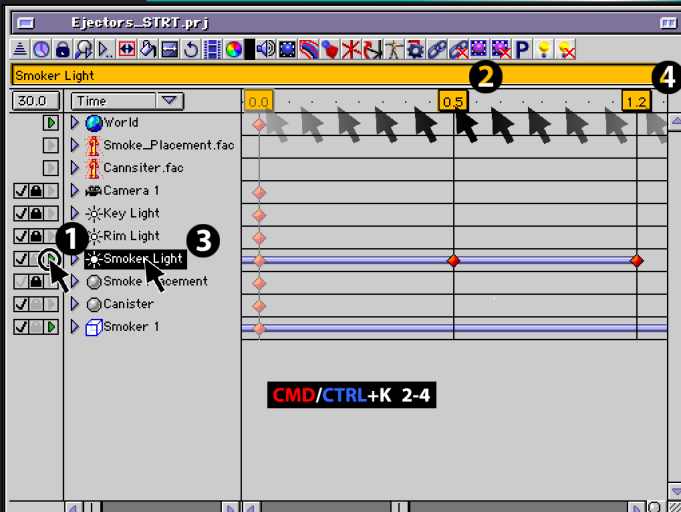 Ejectors_STRT.prj
P
Smoker Light
2
4
30.0
Time
0.0
0.5
1.2
World
Smoke_Placement.fac
Cannsiter.fac
Camera 1
Key Light
Rim Light
1
3
Smoker Light
Smoke Placement
Canister
Smoker 1
CMD/CTRL+K 2-4